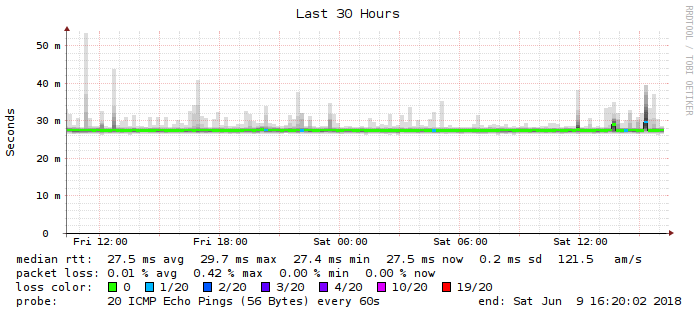 Last 30 Hours
RRDTOOL / TOBI OETIKER
Seconds
50 m
40 m
30 m
20 m
10 m
0
Fri 12:00 Fri 18:00 Sat 00:00 Sat 06:00 Sat 12:00
median rtt: 27.5 ms avg 29.7 ms max 27.4 ms min 27.5 ms now 0.2 ms sd 121.5 am/s
packet loss: 0.01 % avg 0.42 % max 0.00 % min 0.00 % now
loss color: 0 1/20 2/20 3/20 4/20 10/20 19/20
probe: 20 ICMP Echo Pings (56 Bytes) every 60s end: Sat Jun 9 16:20:02 2018